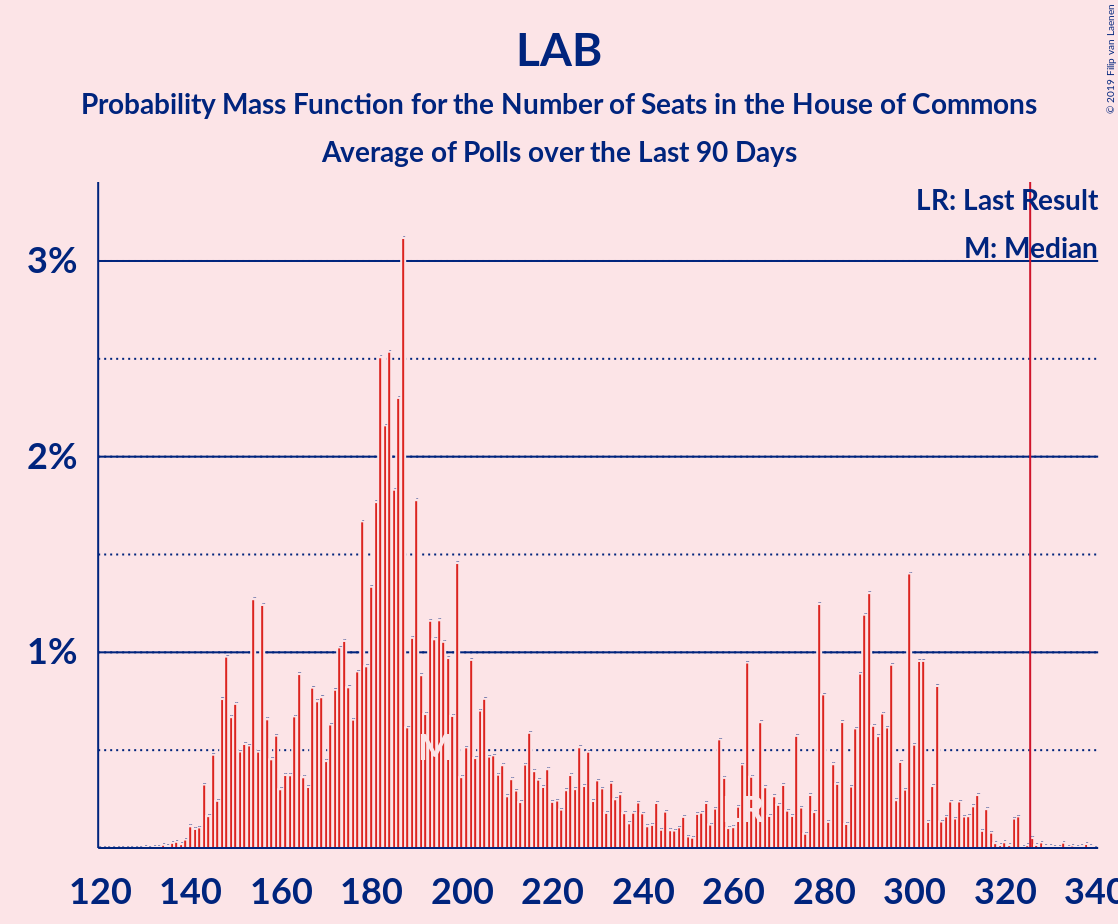 LAB
Probability Mass Function for the Number of Seats in the House of Commons
Average of Polls over the Last 90 Days
© 2019 Filip van Laenen
LR: Last Result
M: Median
3%
2%
1%
M
LR
120 140 160 180 200 220 240 260 280 300 320 340